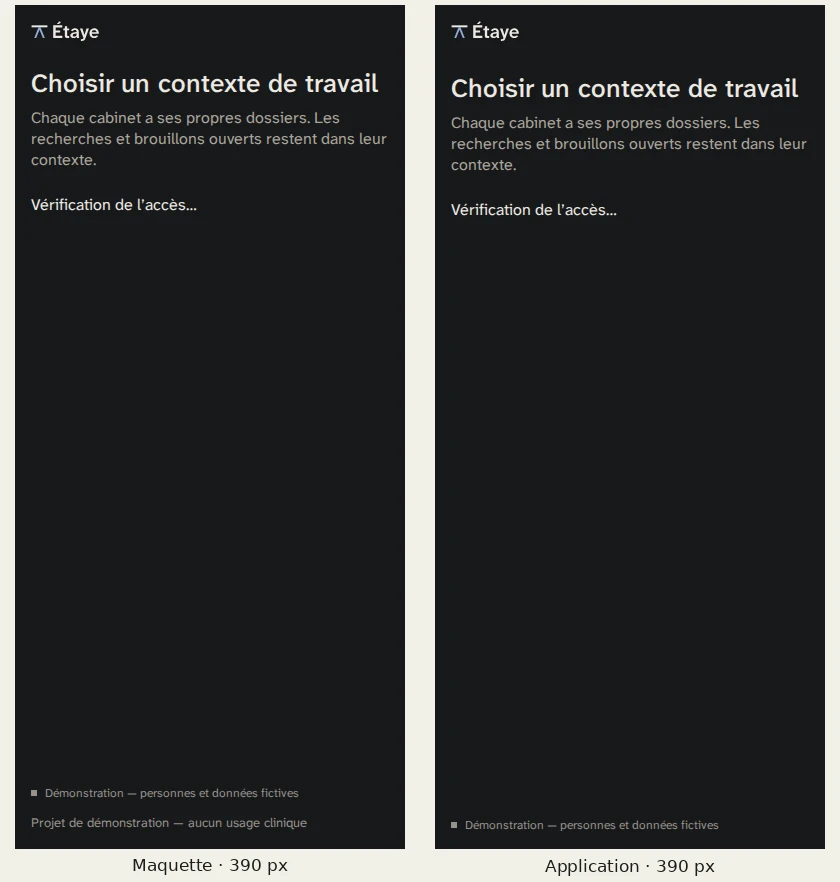 Étaye
Choisir un contexte de travail
Chaque cabinet a ses propres dossiers. Les
recherches et brouillons ouverts restent dans leur
contexte.
Vérification de l’accès…
Démonstration — personnes et données fictives
Projet de démonstration — aucun usage clinique
Maquette · 390 px
Étaye
Choisir un contexte de travail
Chaque cabinet a ses propres dossiers. Les
recherches et brouillons ouverts restent dans leur
contexte.
Vérification de l’accès…
Démonstration — personnes et données fictives
Application · 390 px